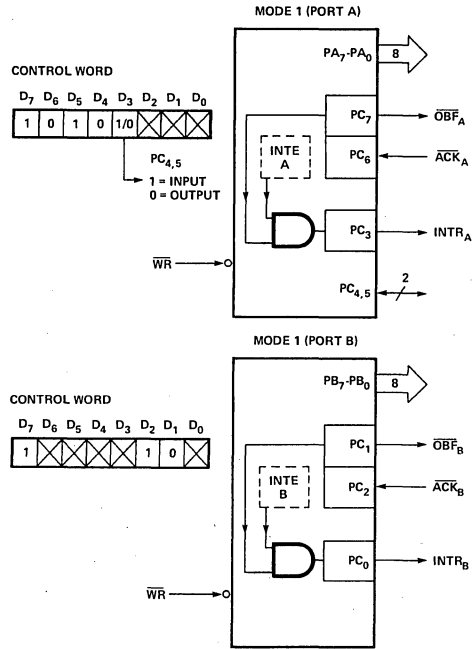 MODE 1 (PORT A)
PA7-PA0
8
CONTROL WORD
D7 D6 D5 D4 D3 D2 D1 D0
1 0 1 0 1/0
PC4,5
1 = INPUT
0 = OUTPUT
PC7
OBFA
INTE
A
PC6
ACKA
PC3
INTRA
WR
PC4,5
2
MODE 1 (PORT B)
PB7-PB0
8
CONTROL WORD
D7 D6 D5 D4 D3 D2 D1 D0
1 1 0
PC1
OBFB
INTE
B
PC2
ACKB
PC0
INTRB
WR